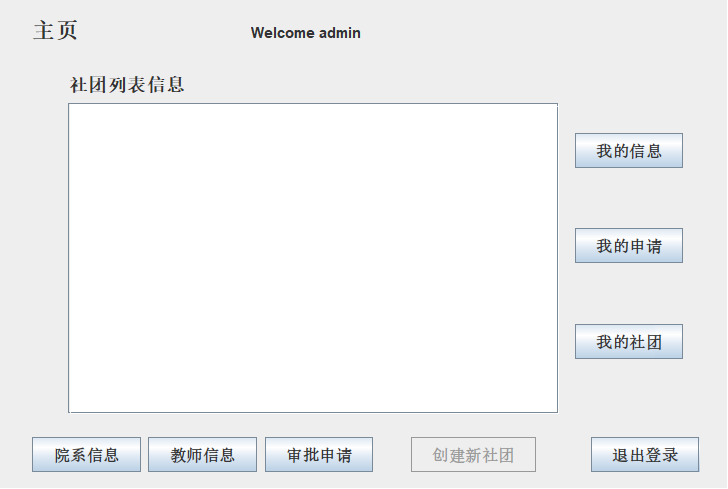 主页
Welcome admin
社团列表信息
我的信息
我的申请
我的社团
院系信息
教师信息
审批申请
创建新社团
退出登录